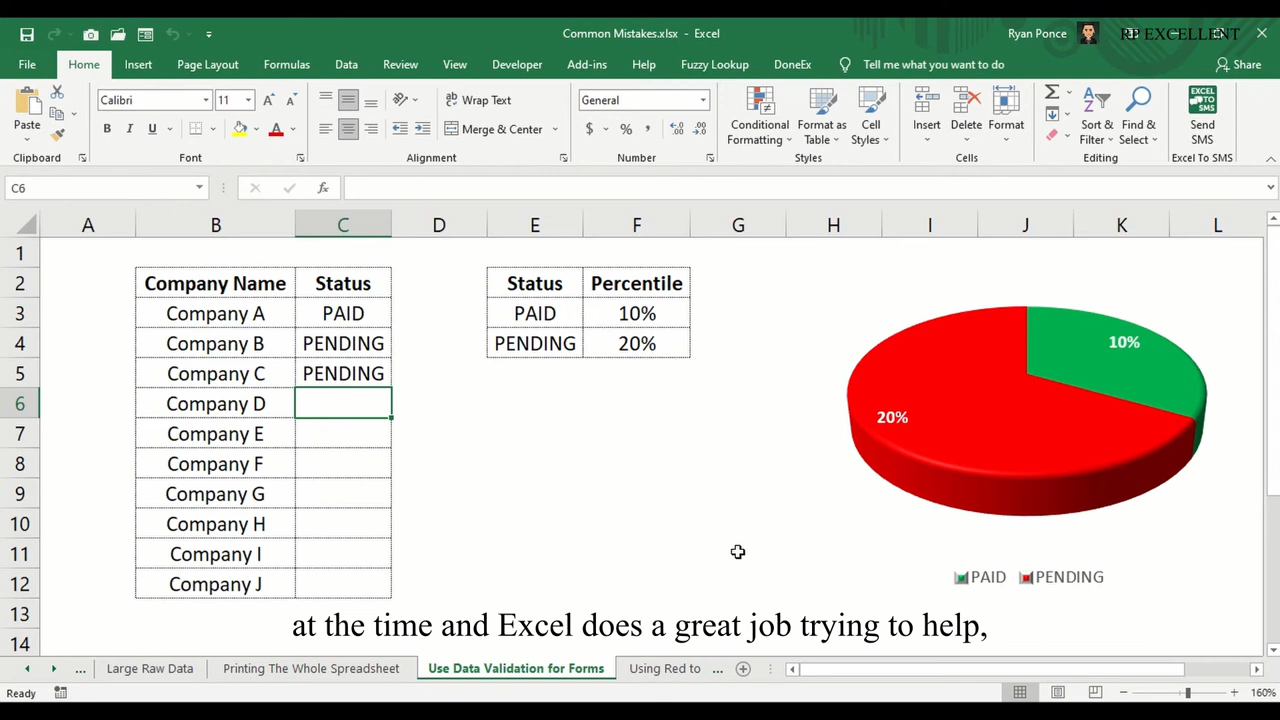 Common Mistakes.xlsx - Excel
Ryan Ponce
RP EXCELLENT
File Home Insert Page Layout Formulas Data Review View Developer Add-ins Help Fuzzy Lookup DoneEx Tell me what you want to do Share
Paste
Calibri 11
B I U A
Wrap Text
Merge & Center
General
$ %
Conditional Formatting
Format as Table
Cell Styles
Insert Delete Format
Sort & Filter
Find & Select
EXCEL TO SMS
Send SMS
Clipboard Font Alignment Number Styles Cells Editing Excel To SMS
C6 fx
A B C D E F G H I J K L
1
2 Company Name Status Status Percentile
3 Company A PAID PAID 10%
4 Company B PENDING PENDING 20%
5 Company C PENDING
6 Company D
7 Company E
8 Company F
9 Company G
10 Company H
11 Company I
12 Company J
13
14
10%
20%
PAID PENDING
at the time and Excel does a great job trying to help,
... Large Raw Data Printing The Whole Spreadsheet Use Data Validation for Forms Using Red to ...
Ready 160%